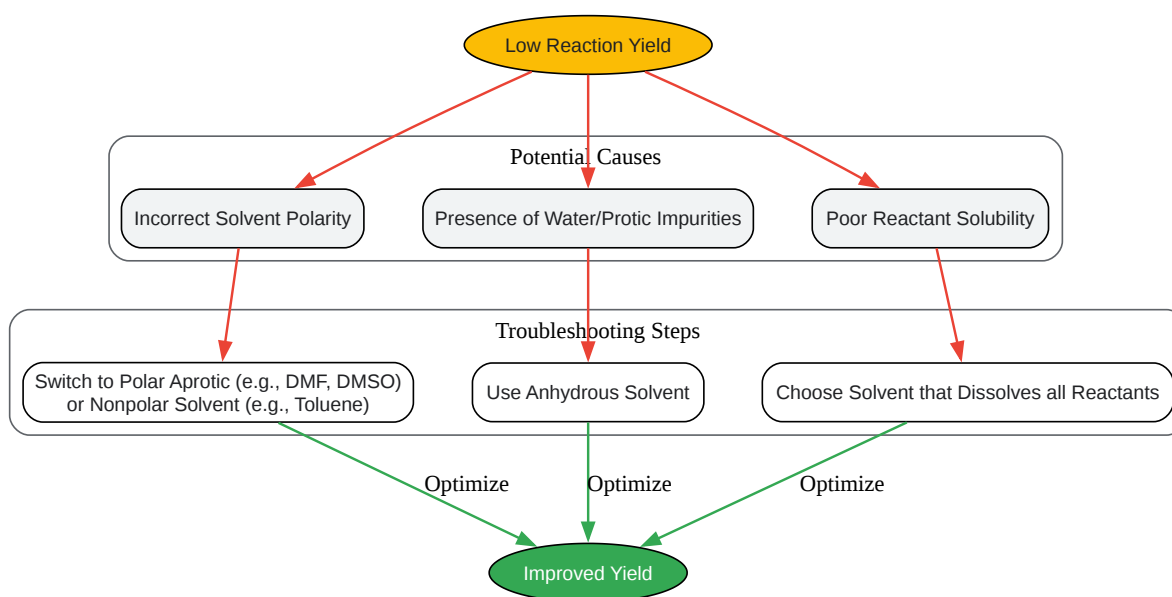 Low Reaction Yield
Potential Causes
Incorrect Solvent Polarity
Presence of Water/Protic Impurities
Poor Reactant Solubility
Troubleshooting Steps
Switch to Polar Aprotic (e.g., DMF, DMSO)
or Nonpolar Solvent (e.g., Toluene)
Use Anhydrous Solvent
Choose Solvent that Dissolves all Reactants
Optimize
Optimize
Optimize
Improved Yield